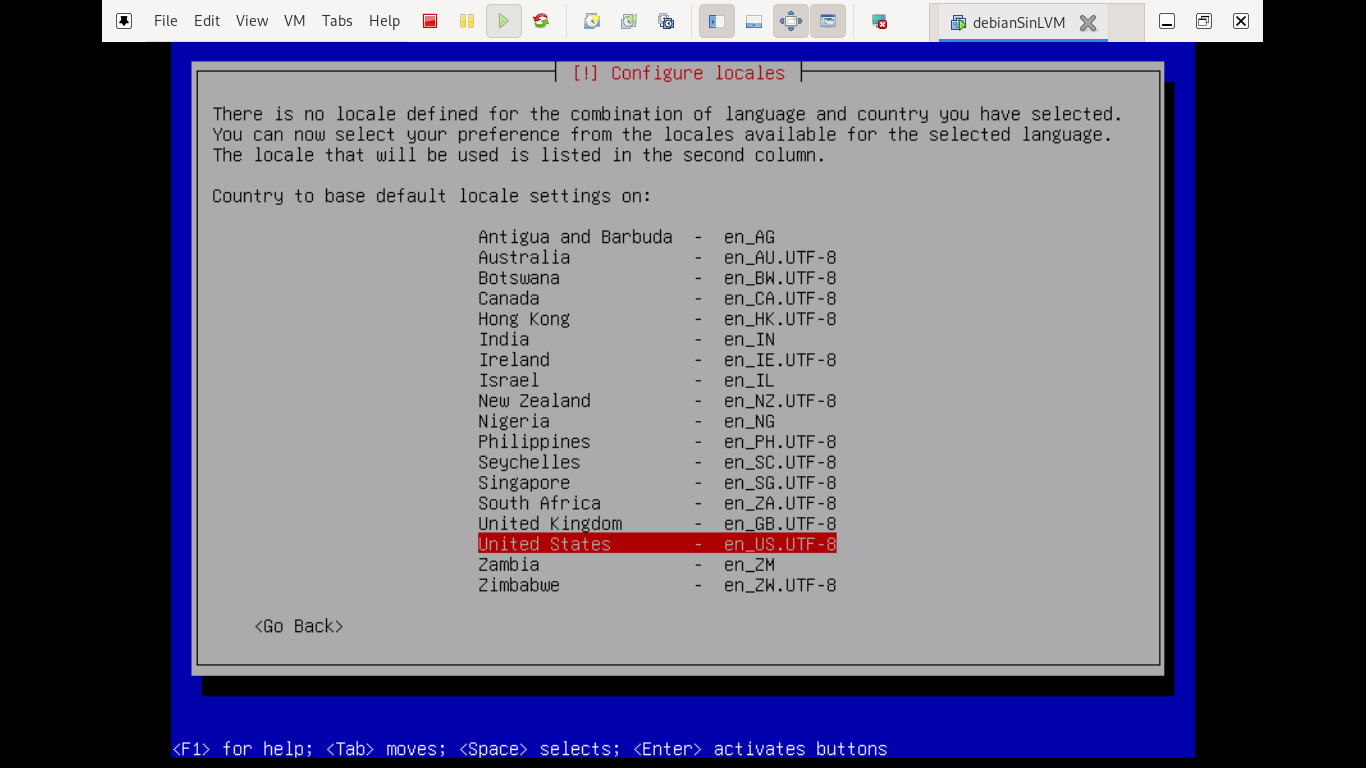 File Edit View VM Tabs Help debianSinLVM
[!] Configure locales
There is no locale defined for the combination of language and country you have selected.
You can now select your preference from the locales available for the selected language.
The locale that will be used is listed in the second column.
Country to base default locale settings on:
Antigua and Barbuda - en_AG
Australia - en_AU.UTF-8
Botswana - en_BW.UTF-8
Canada - en_CA.UTF-8
Hong Kong - en_HK.UTF-8
India - en_IN
Ireland - en_IE.UTF-8
Israel - en_IL
New Zealand - en_NZ.UTF-8
Nigeria - en_NG
Philippines - en_PH.UTF-8
Seychelles - en_SC.UTF-8
Singapore - en_SG.UTF-8
South Africa - en_ZA.UTF-8
United Kingdom - en_GB.UTF-8
United States - en_US.UTF-8
Zambia - en_ZM
Zimbabwe - en_ZW.UTF-8
<Go Back>
<F1> for help; <Tab> moves; <Space> selects; <Enter> activates buttons